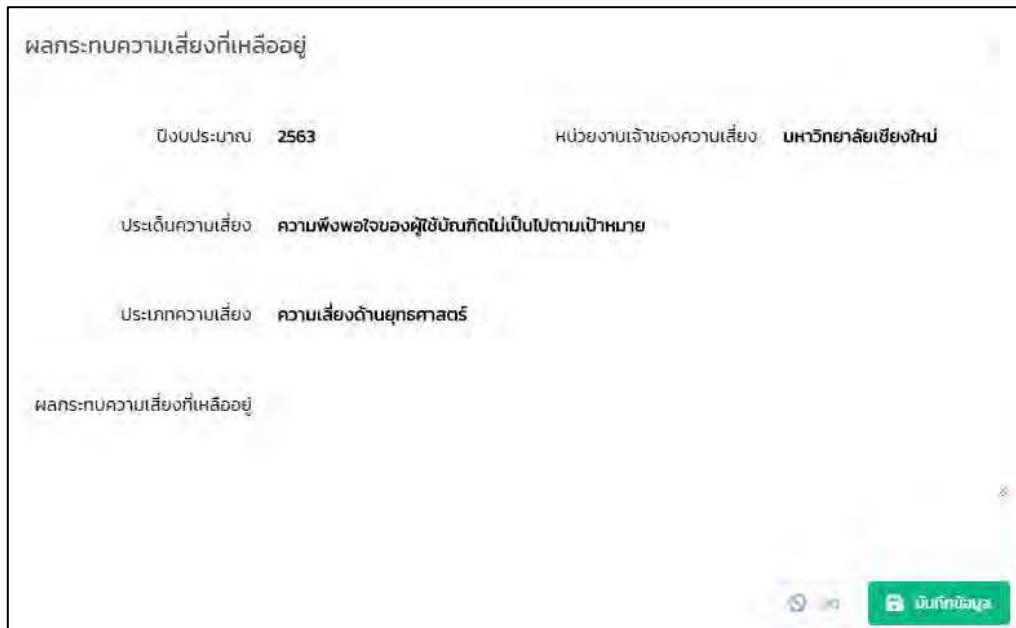 ผลกระทบความเสี่ยงที่เหลืออยู่
ปีงบประมาณ 2563 หน่วยงานเจ้าของความเสี่ยง มหาวิทยาลัยเชียงใหม่
ประเด็นความเสี่ยง ความพึงพอใจของผู้ใช้บัณฑิตไม่เป็นไปตามเป้าหมาย
ประเภทความเสี่ยง ความเสี่ยงด้านยุทธศาสตร์
ผลกระทบความเสี่ยงที่เหลืออยู่
บันทึกข้อมูล